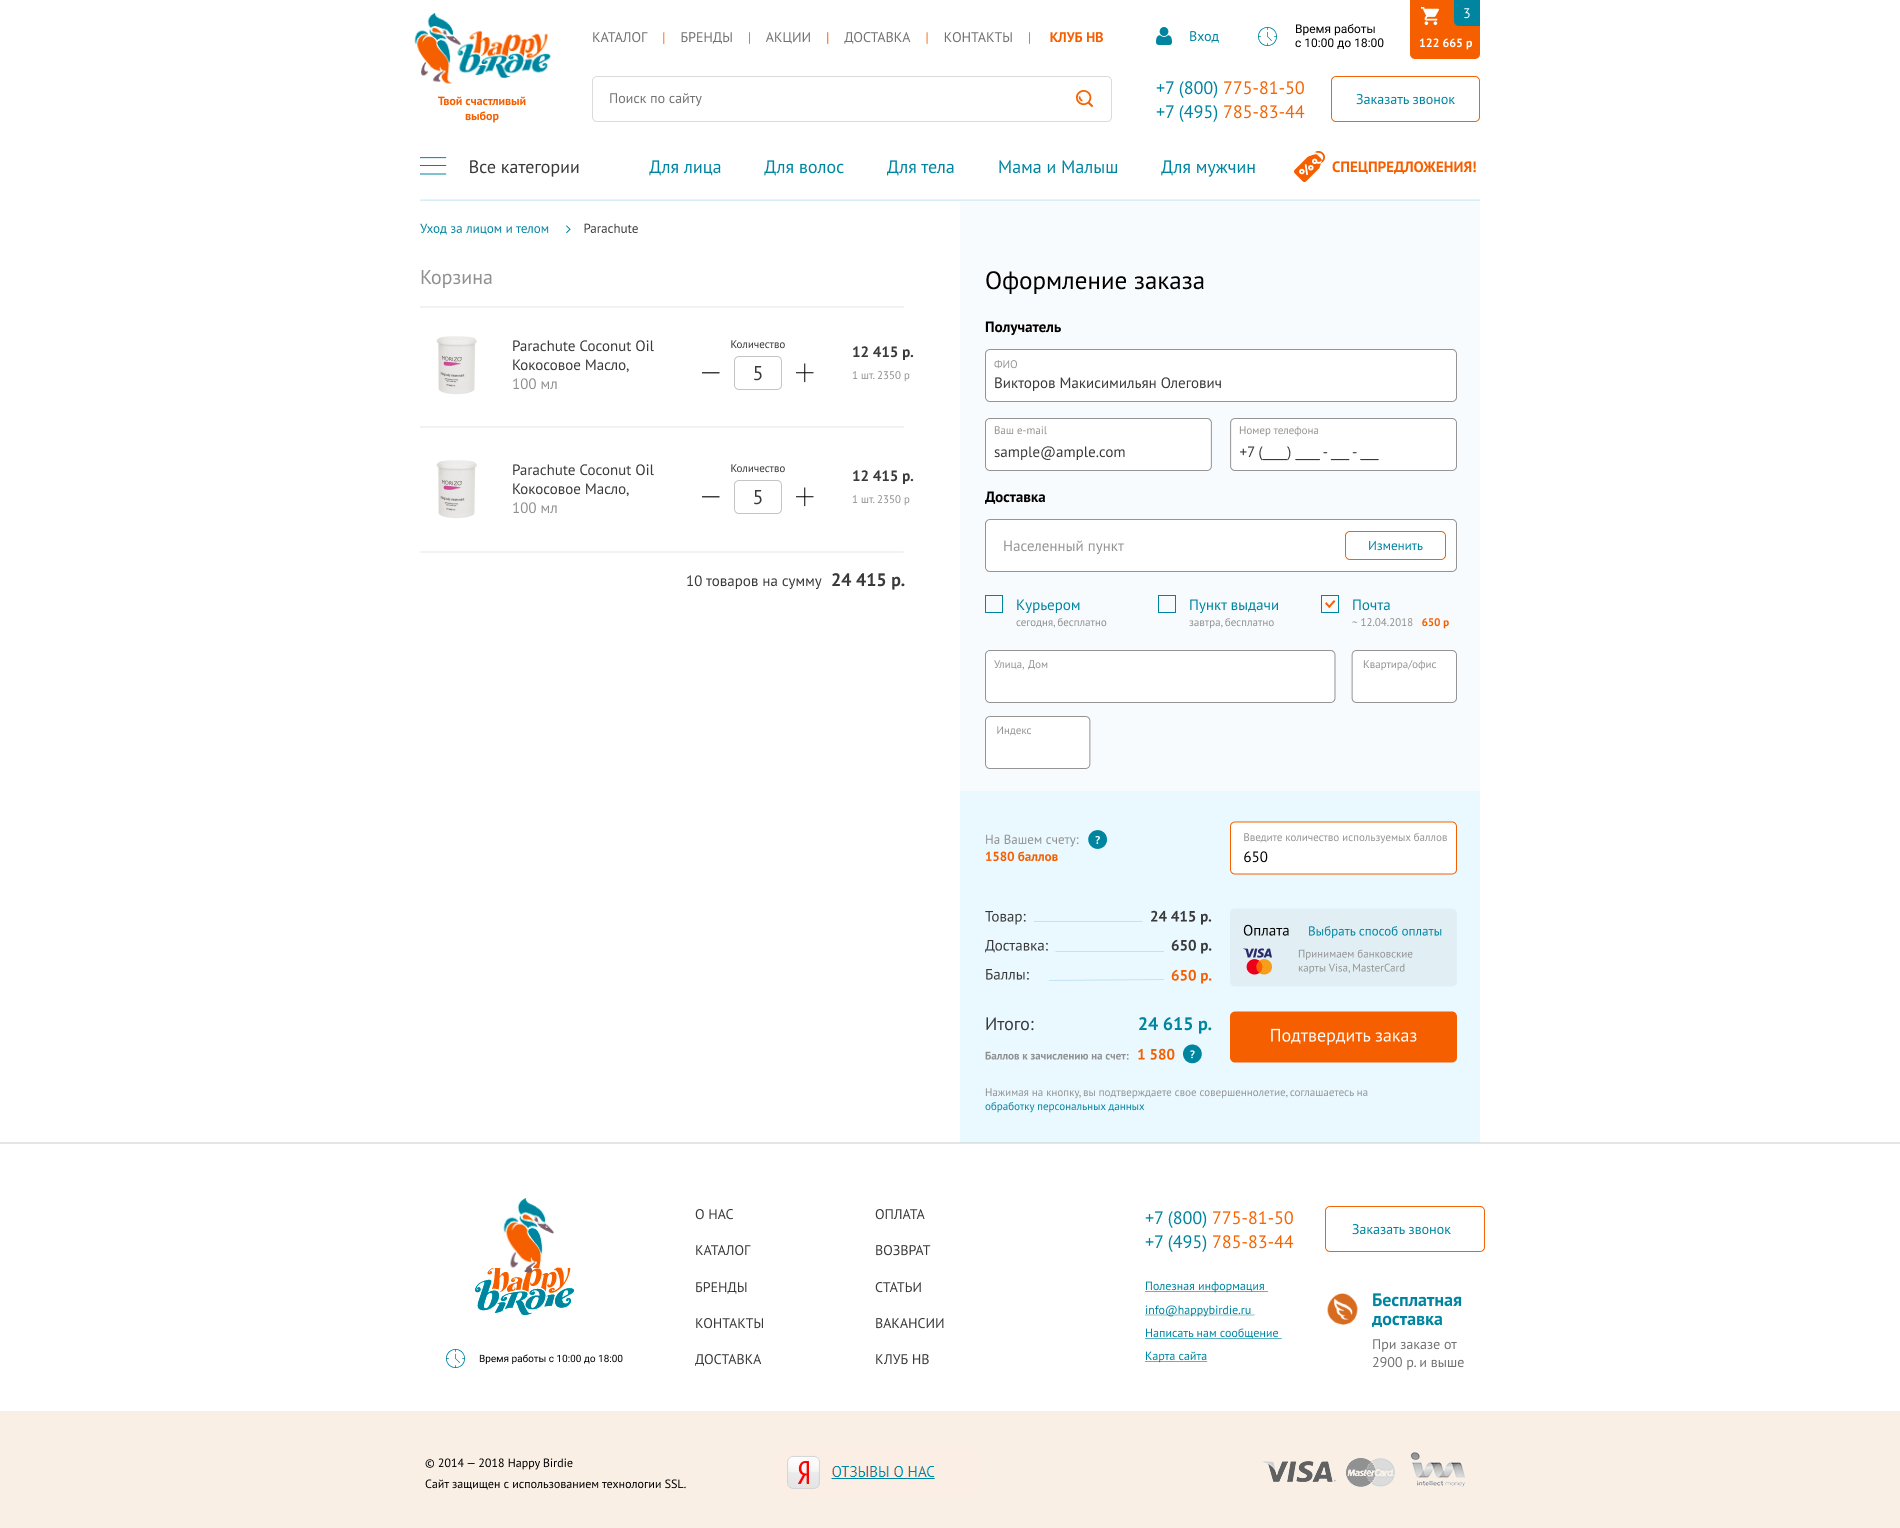 happy
birdie
Твой счастливый
выбор
КАТАЛОГ | БРЕНДЫ | АКЦИИ | ДОСТАВКА | КОНТАКТЫ | КЛУБ HB
Вход
Время работы
с 10:00 до 18:00
3
122 665 р
Поиск по сайту
+7 (800) 775-81-50
+7 (495) 785-83-44
Заказать звонок
Все категории
Для лица
Для волос
Для тела
Мама и Малыш
Для мужчин
СПЕЦПРЕДЛОЖЕНИЯ!
Уход за лицом и телом > Parachute
Корзина
Parachute Coconut Oil
Кокосовое Масло,
100 мл
Количество
— 5 +
12 415 р.
1 шт. 2350 р
Parachute Coconut Oil
Кокосовое Масло,
100 мл
Количество
— 5 +
12 415 р.
1 шт. 2350 р
10 товаров на сумму 24 415 р.
Оформление заказа
Получатель
ФИО
Викторов Макисимильян Олегович
Ваш e-mail
sample@ample.com
Номер телефона
+7 (___) ___ - __ - __
Доставка
Населенный пункт
Изменить
Курьером
сегодня, бесплатно
Пункт выдачи
завтра, бесплатно
Почта
~ 12.04.2018 650 р
Улица, Дом
Квартира/офис
Индекс
На Вашем счету: ?
1580 баллов
Введите количество используемых баллов
650
Товар: 24 415 р.
Доставка: 650 р.
Баллы: 650 р.
Оплата Выбрать способ оплаты
VISA
Принимаем банковские
карты Visa, MasterCard
Итого: 24 615 р.
Баллов к зачислению на счет: 1 580 ?
Подтвердить заказ
Нажимая на кнопку, вы подтверждаете свое совершеннолетие, соглашаетесь на
обработку персональных данных
happy
birdie
Время работы с 10:00 до 18:00
О НАС
КАТАЛОГ
БРЕНДЫ
КОНТАКТЫ
ДОСТАВКА
ОПЛАТА
ВОЗВРАТ
СТАТЬИ
ВАКАНСИИ
КЛУБ HB
+7 (800) 775-81-50
+7 (495) 785-83-44
Заказать звонок
Полезная информация
info@happybirdie.ru
Написать нам сообщение
Карта сайта
Бесплатная
доставка
При заказе от
2900 р. и выше
© 2014 — 2018 Happy Birdie
Сайт защищен с использованием технологии SSL.
Я
ОТЗЫВЫ О НАС
VISA
MasterCard
intellect money